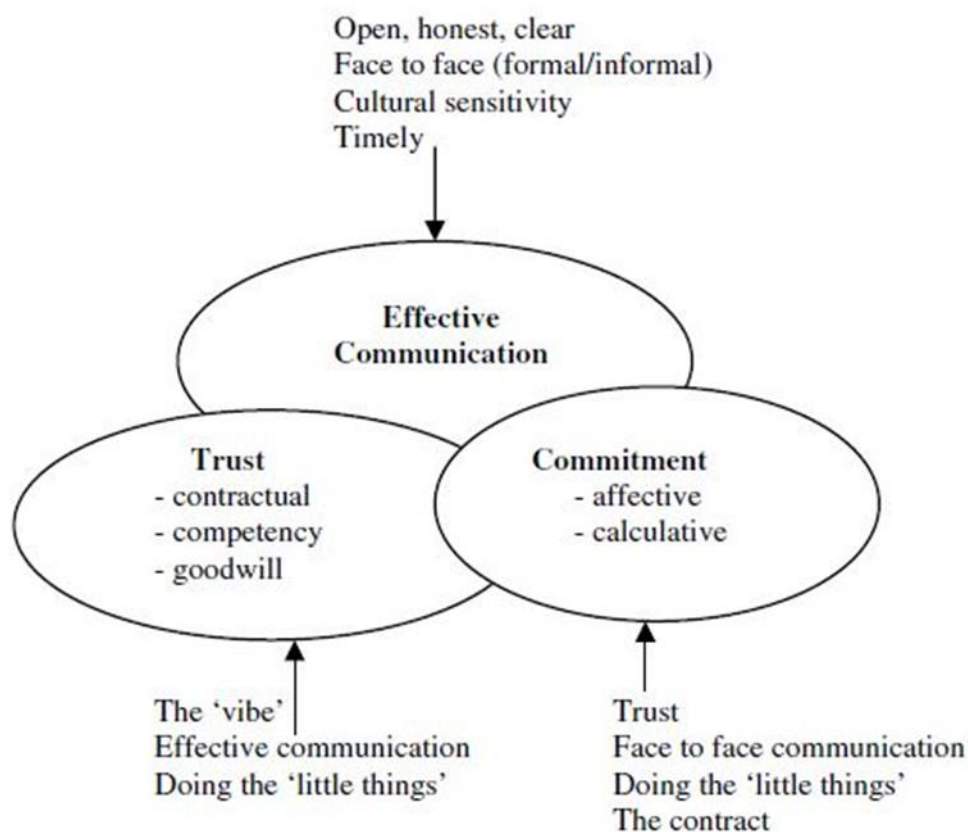 Open, honest, clear
Face to face (formal/informal)
Cultural sensitivity
Timely
Effective
Communication
Trust
- contractual
- competency
- goodwill
Commitment
- affective
- calculative
The ‘vibe’
Effective communication
Doing the ‘little things’
Trust
Face to face communication
Doing the ‘little things’
The contract